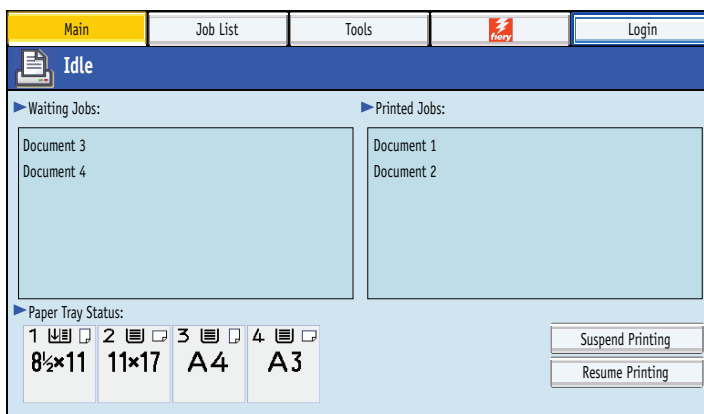 Main Job List Tools fiery Login
Idle
Waiting Jobs: Printed Jobs:
Document 3 Document 1
Document 4 Document 2
Paper Tray Status:
1 2 3 4
8½×11 11×17 A4 A3
Suspend Printing
Resume Printing